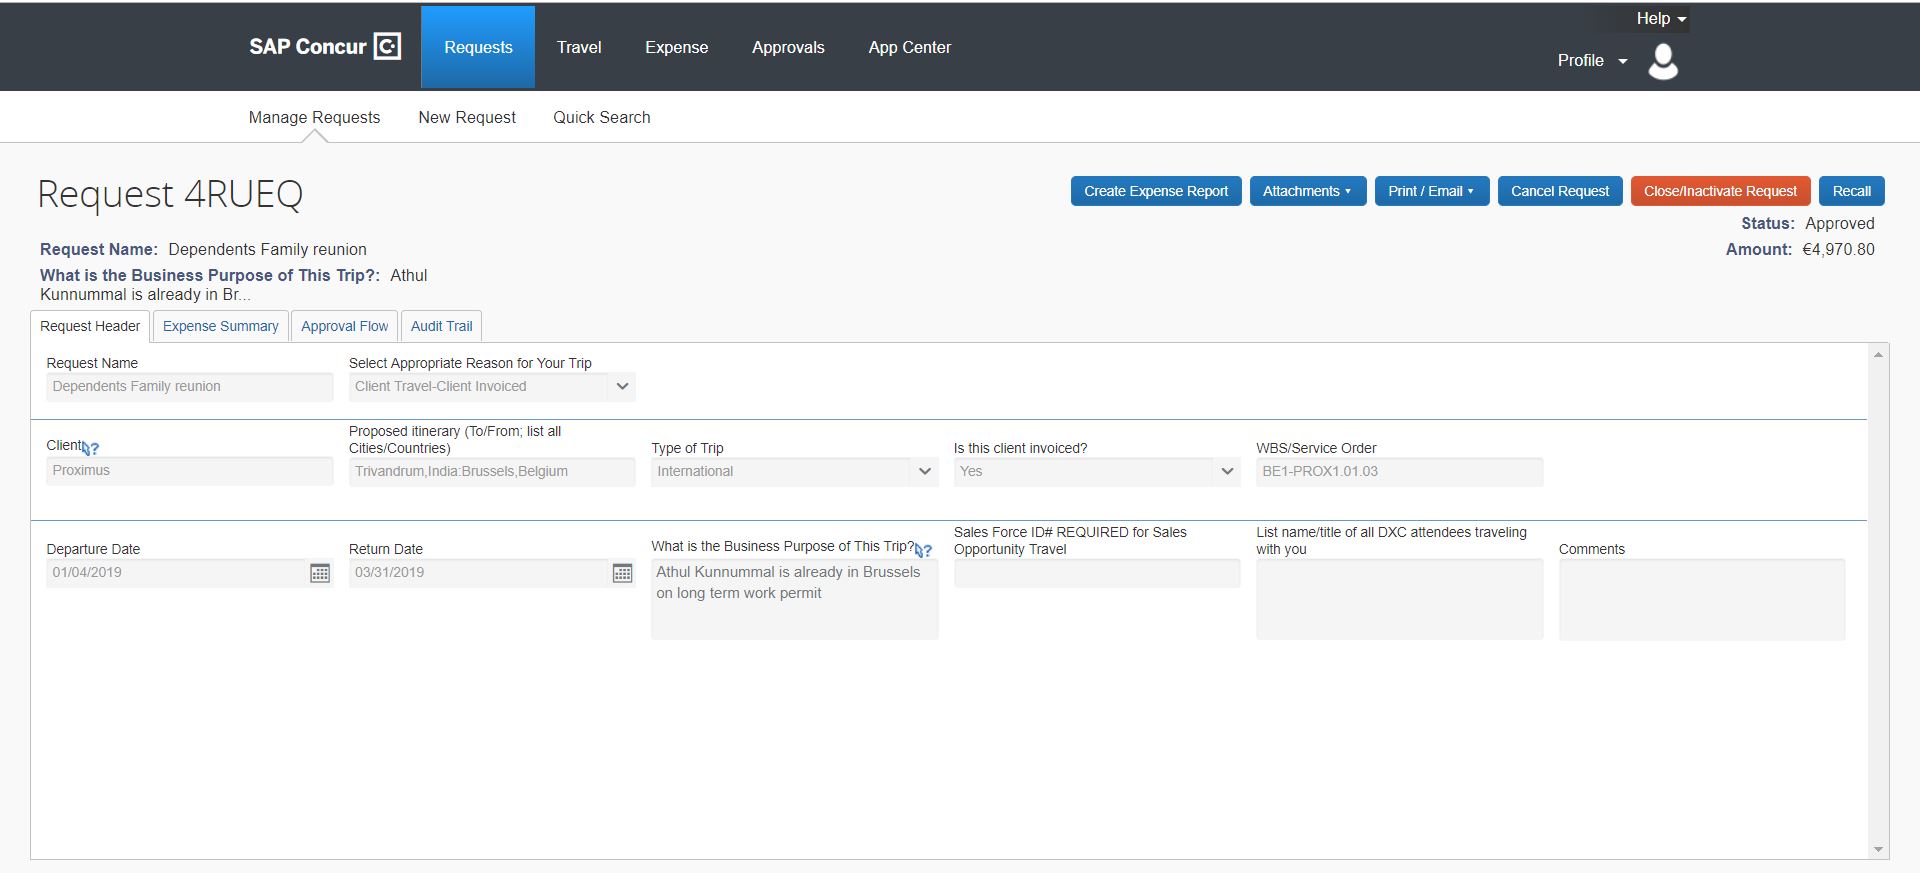 Help
SAP Concur C.
Requests
Travel
Expense
Approvals
App Center
Profile
Manage Requests
New Request
Quick Search
Request 4RUEQ
Create Expense Report
Attachments
Print / Email
Cancel Request
Close/Inactivate Request
Recall
Status: Approved
Request Name: Dependents Family reunion
Amount: €4,970.80
What is the Business Purpose of This Trip?: Athul
Kunnummal is already in Br...
Request Header
Expense Summary
Approval Flow
Audit Trail
Request Name
Dependents Family reunion
Select Appropriate Reason for Your Trip
Client Travel-Client Invoiced
Client?
Proximus
Proposed itinerary (To/From; list all
Cities/Countries)
Trivandrum,India:Brussels,Belgium
Type of Trip
International
Is this client invoiced?
Yes
WBS/Service Order
BE1-PROX1.01.03
Departure Date
01/04/2019
Return Date
03/31/2019
What is the Business Purpose of This Trip??
Athul Kunnummal is already in Brussels
on long term work permit
Sales Force ID# REQUIRED for Sales
Opportunity Travel
List name/title of all DXC attendees traveling
with you
Comments